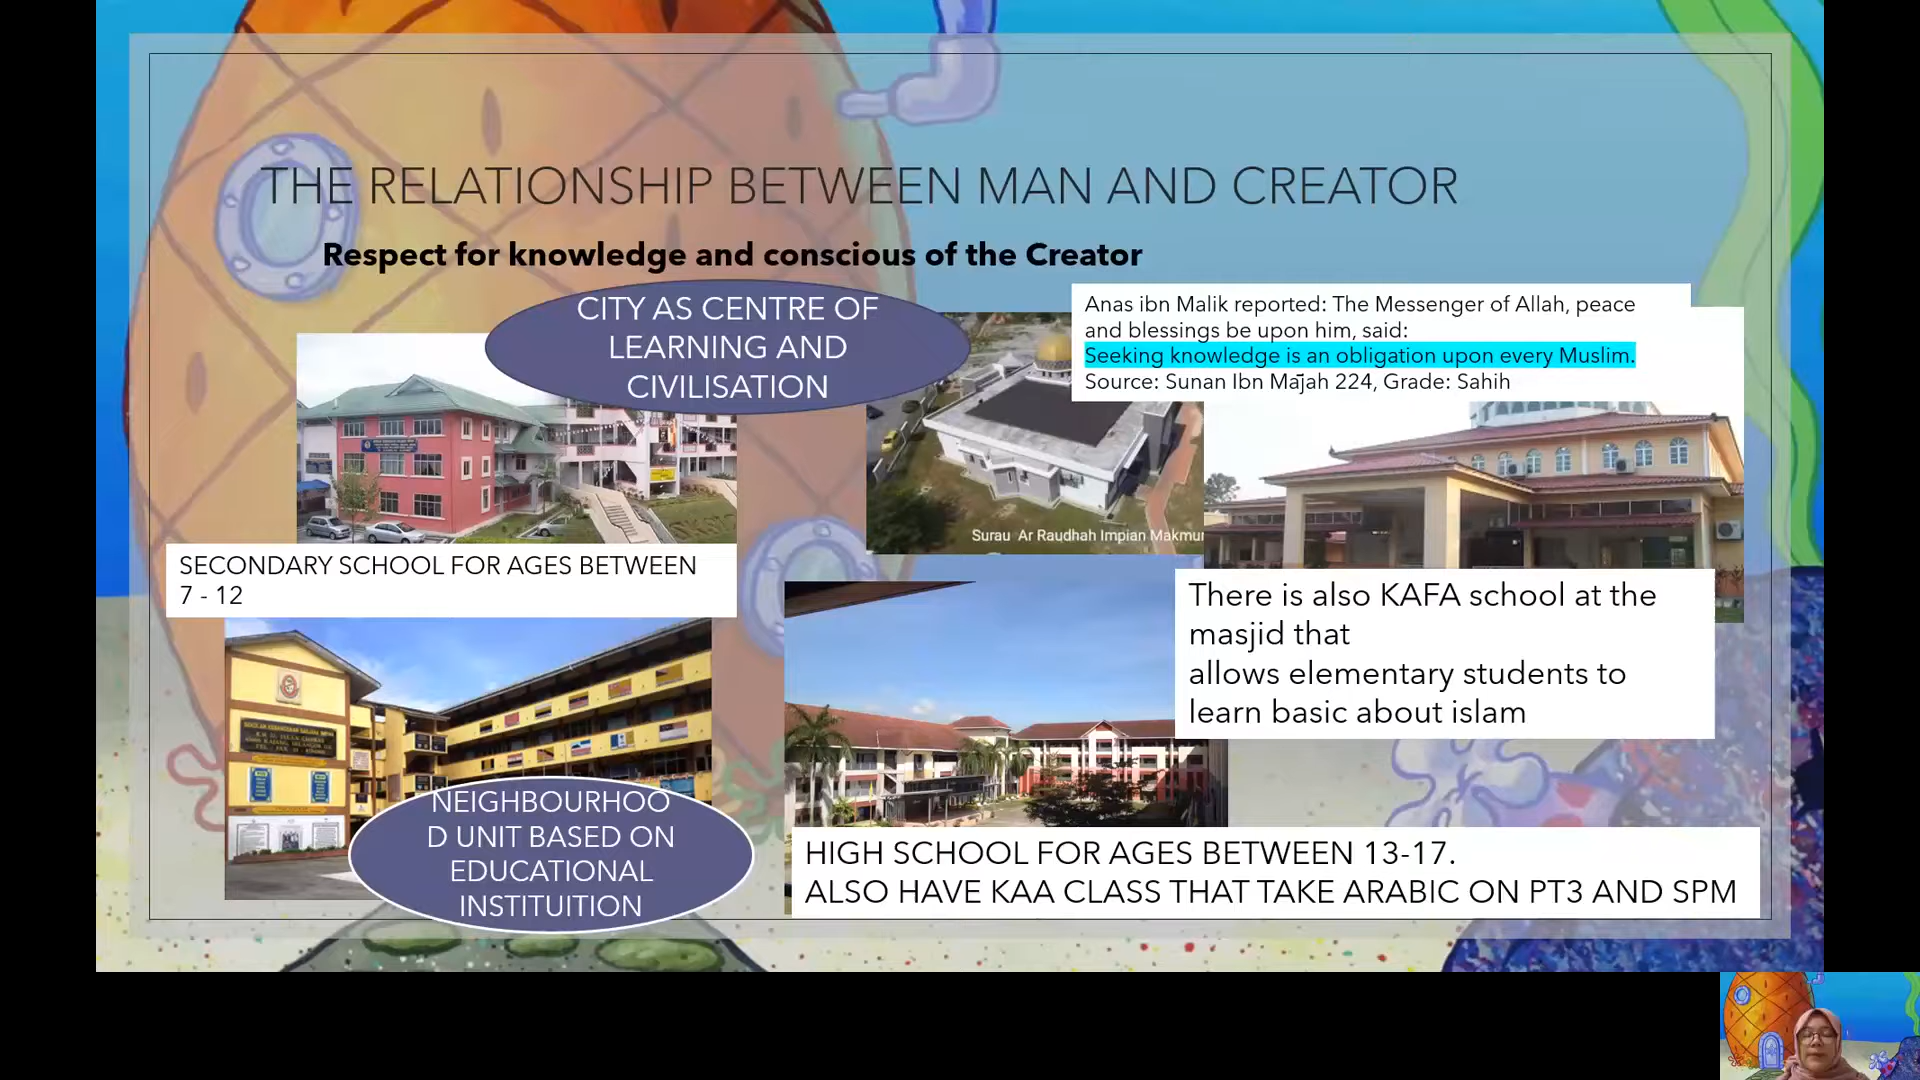 THE RELATIONSHIP BETWEEN MAN AND CREATOR
Respect for knowledge and conscious of the Creator
CITY AS CENTRE OF
LEARNING AND
CIVILISATION
Anas ibn Malik reported: The Messenger of Allah, peace
and blessings be upon him, said:
Seeking knowledge is an obligation upon every Muslim.
Source: Sunan Ibn Mājah 224, Grade: Sahih
Surau Ar Raudhah Impian Makmur
SECONDARY SCHOOL FOR AGES BETWEEN
7 - 12
There is also KAFA school at the
masjid that
allows elementary students to
learn basic about islam
NEIGHBOURHOO
D UNIT BASED ON
EDUCATIONAL
INSTITUITION
HIGH SCHOOL FOR AGES BETWEEN 13-17.
ALSO HAVE KAA CLASS THAT TAKE ARABIC ON PT3 AND SPM